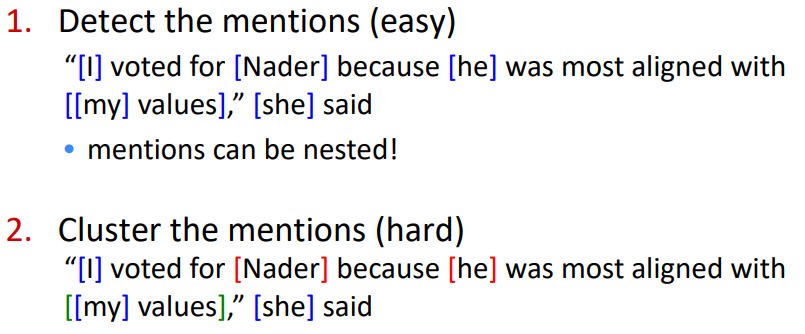 1. Detect the mentions (easy)
“[I] voted for [Nader] because [he] was most aligned with
[[my] values],” [she] said
• mentions can be nested!
2. Cluster the mentions (hard)
“[I] voted for [Nader] because [he] was most aligned with
[[my] values],” [she] said